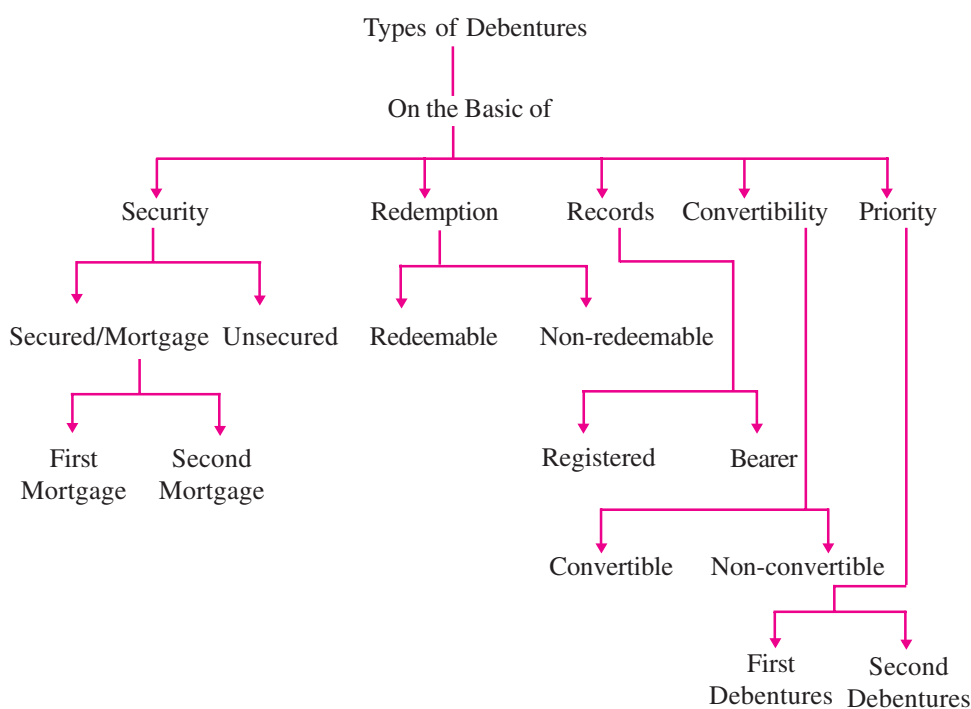 Types of Debentures
On the Basic of
Security Redemption Records Convertibility Priority
Secured/Mortgage Unsecured Redeemable Non-redeemable
First Mortgage
Second Mortgage
Registered Bearer
Convertible Non-convertible
First Debentures
Second Debentures